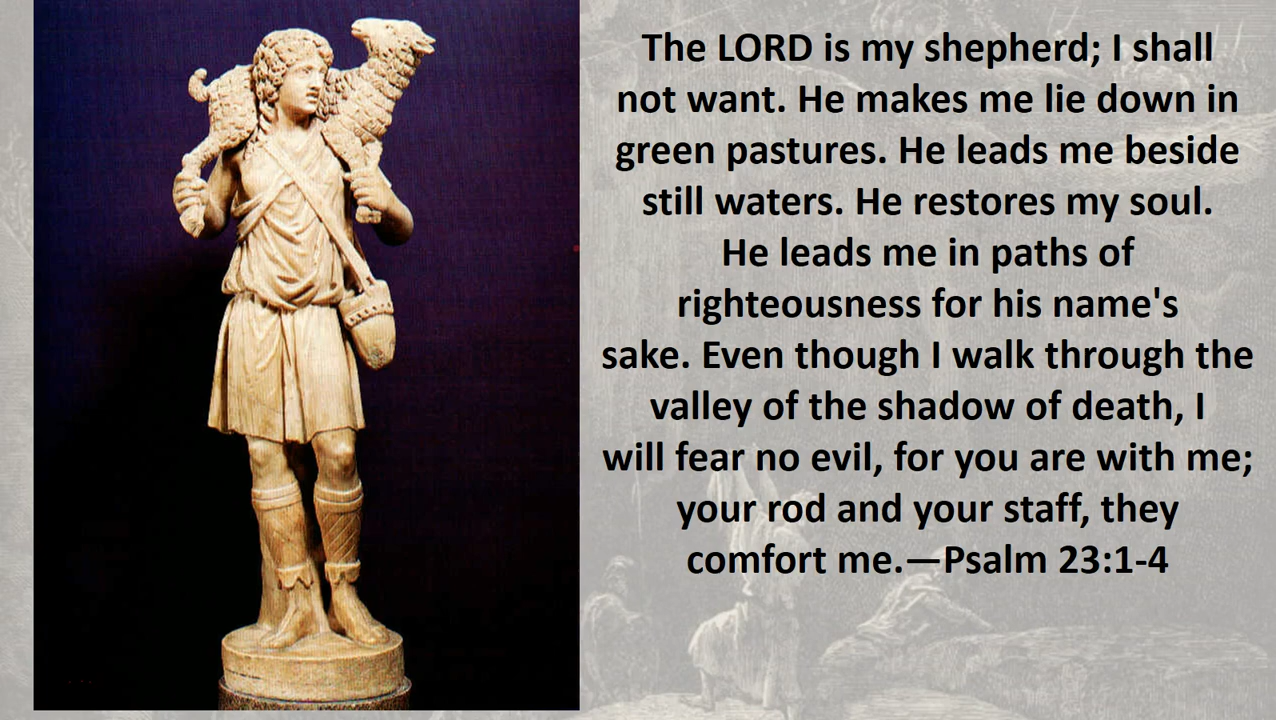 The LORD is my shepherd; I shall
not want. He makes me lie down in
green pastures. He leads me beside
still waters. He restores my soul.
He leads me in paths of
righteousness for his name's
sake. Even though I walk through the
valley of the shadow of death, I
will fear no evil, for you are with me;
your rod and your staff, they
comfort me.—Psalm 23:1-4